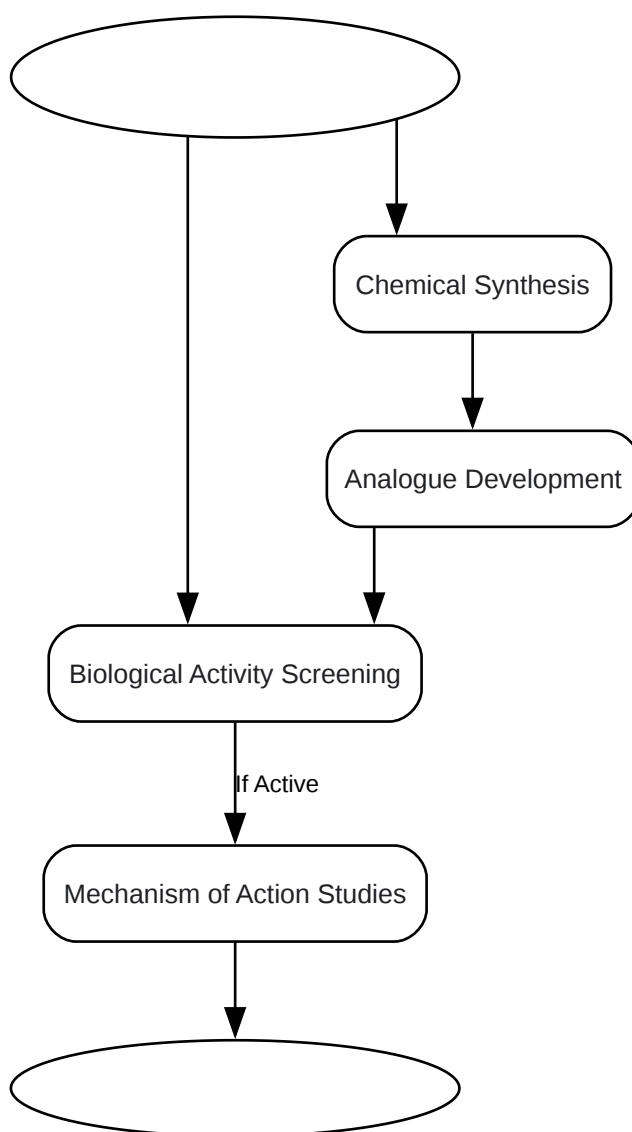 Chemical Synthesis
Analogue Development
Biological Activity Screening
If Active
Mechanism of Action Studies